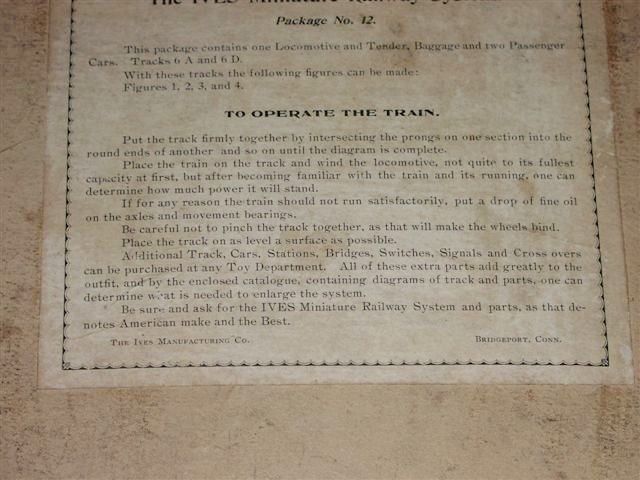 The IVES Miniature Railway System.
Package No. 12.
This package contains one Locomotive and Tender, Baggage and two Passenger
Cars. Tracks 6 A and 6 D.
With these tracks the following figures can be made:
Figures 1, 2, 3, and 4.
TO OPERATE THE TRAIN.
Put the track firmly together by intersecting the prongs on one section into the
round ends of another and so on until the diagram is complete.
Place the train on the track and wind the locomotive, not quite to its fullest
capacity at first, but after becoming familiar with the train and its running, one can
determine how much power it will stand.
If for any reason the train should not run satisfactorily, put a drop of fine oil
on the axles and movement bearings.
Be careful not to pinch the track together, as that will make the wheels bind.
Place the track on as level a surface as possible.
Additional Track, Cars, Stations, Bridges, Switches, Signals and Cross overs
can be purchased at any Toy Department. All of these extra parts add greatly to the
outfit, and by the enclosed catalogue, containing diagrams of track and parts, one can
determine what is needed to enlarge the system.
Be sure and ask for the IVES Miniature Railway System and parts, as that de-
notes American make and the Best.
The Ives Manufacturing Co. Bridgeport, Conn.